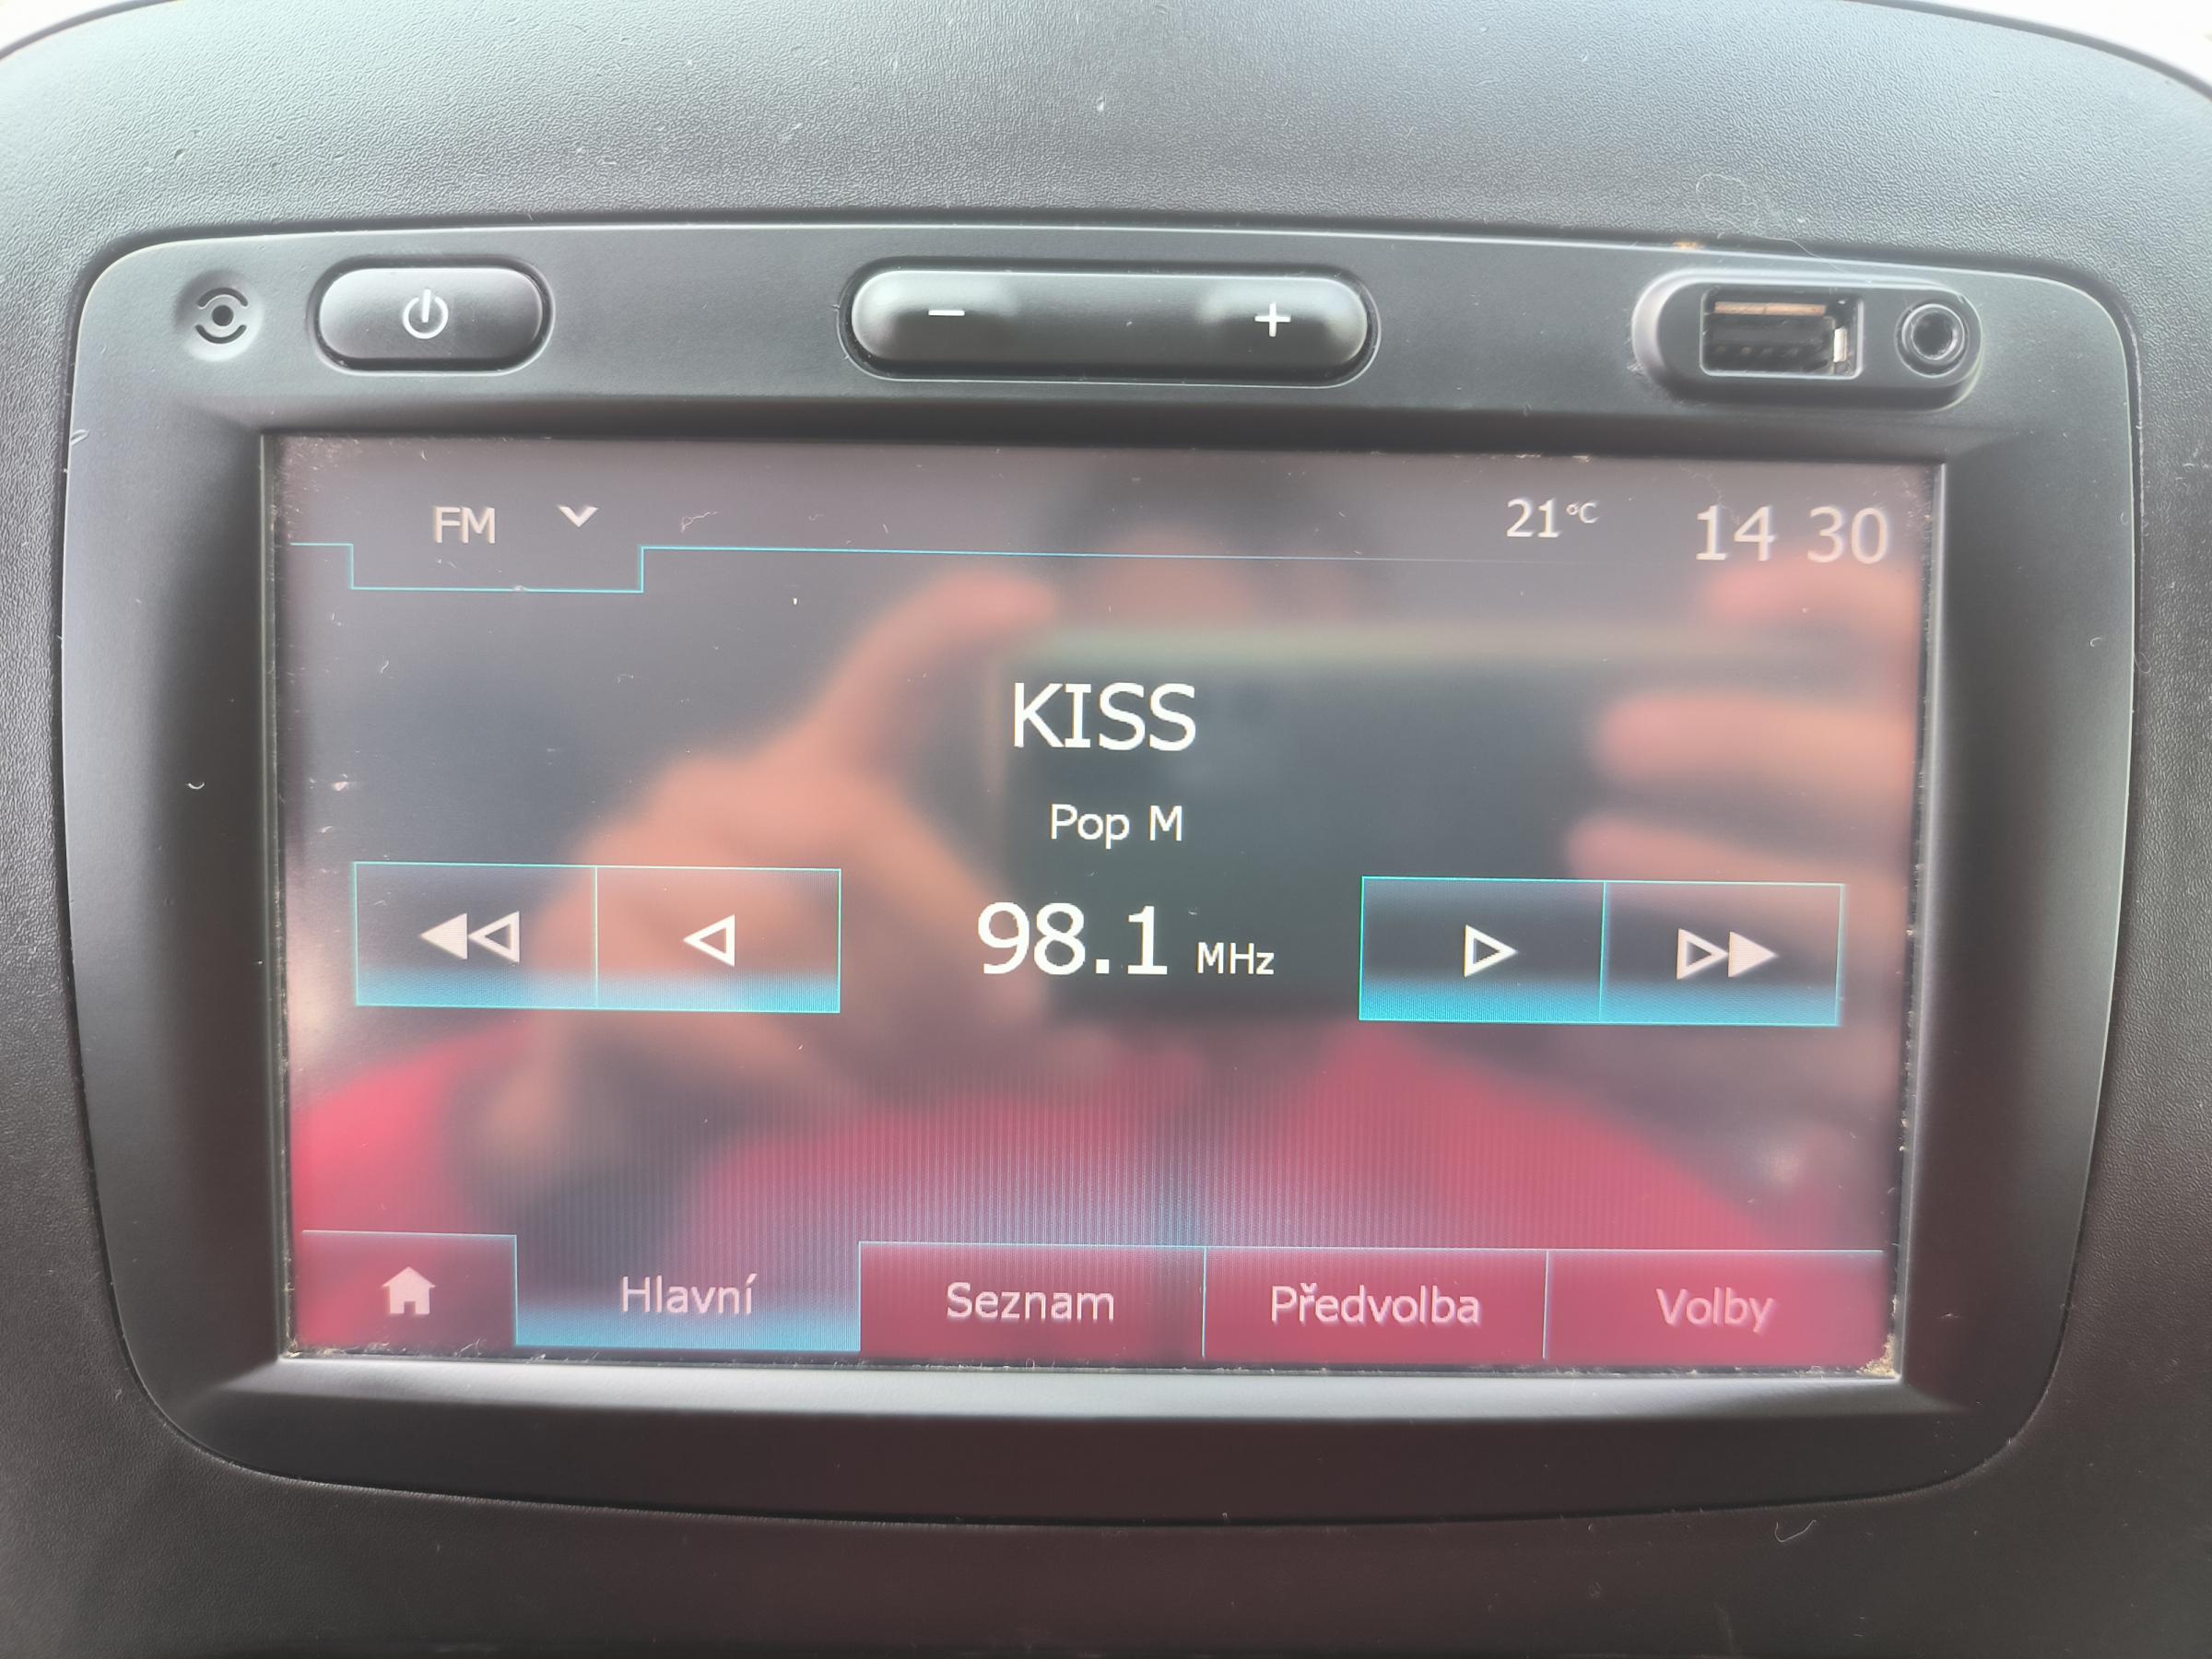 FM
21°C
14 30
KISS
Pop M
98.1 MHz
Hlavní
Seznam
Předvolba
Volby